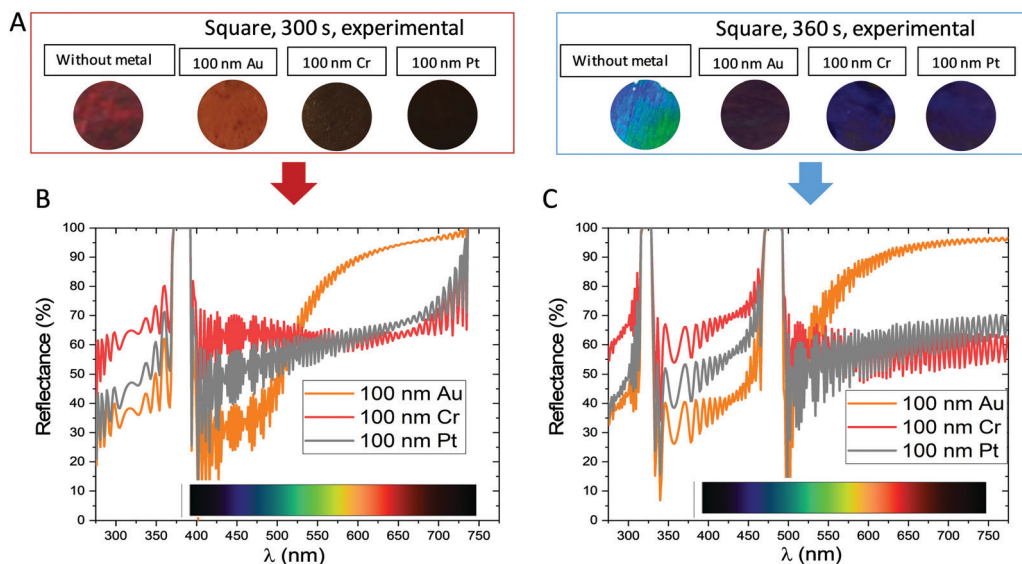 A
Square, 300 s, experimental
Without metal
100 nm Au
100 nm Cr
100 nm Pt
Square, 360 s, experimental
Without metal
100 nm Au
100 nm Cr
100 nm Pt
B
Reflectance (%)
100
90
80
70
60
50
40
30
20
10
0
100 nm Au
100 nm Cr
100 nm Pt
300 350 400 450 500 550 600 650 700 750
λ (nm)
C
Reflectance (%)
100
90
80
70
60
50
40
30
20
10
0
100 nm Au
100 nm Cr
100 nm Pt
300 350 400 450 500 550 600 650 700 750
λ (nm)